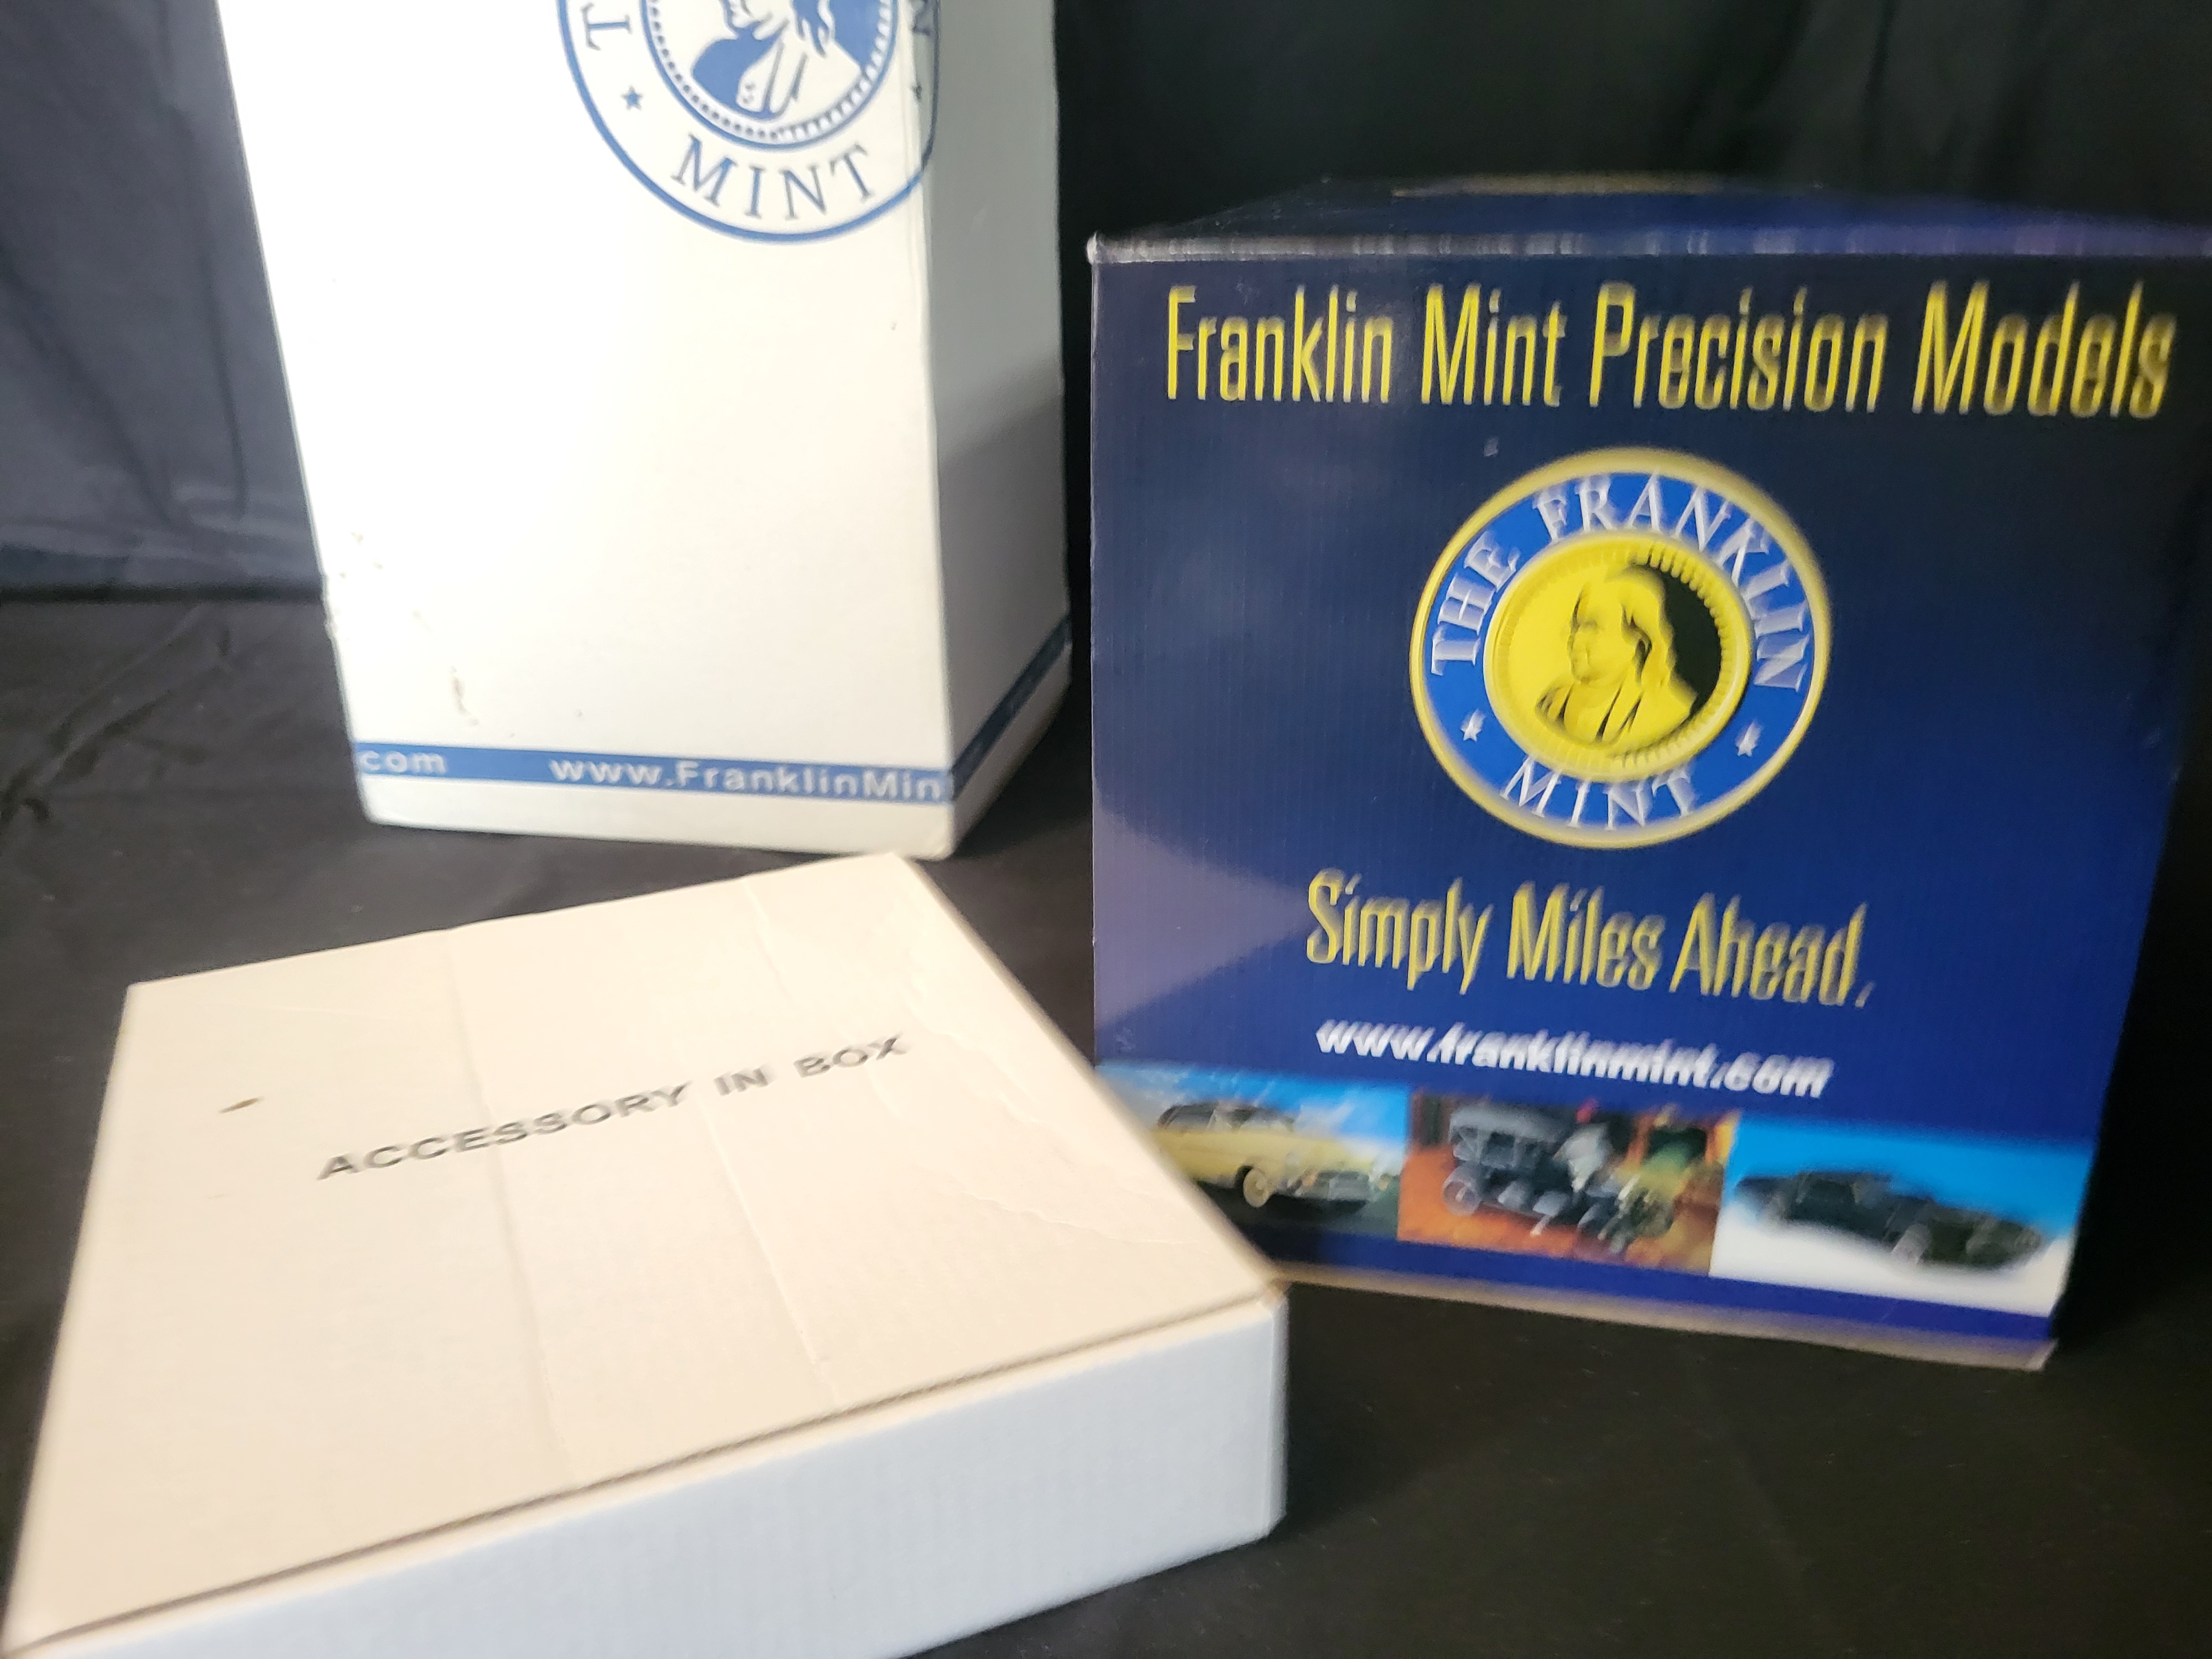 T N
MINT
com www.FranklinMin
Franklin Mint Precision Models
THE FRANKLIN
MINT
Simply Miles Ahead.
www.franklinmint.com
ACCESSORY IN BOX